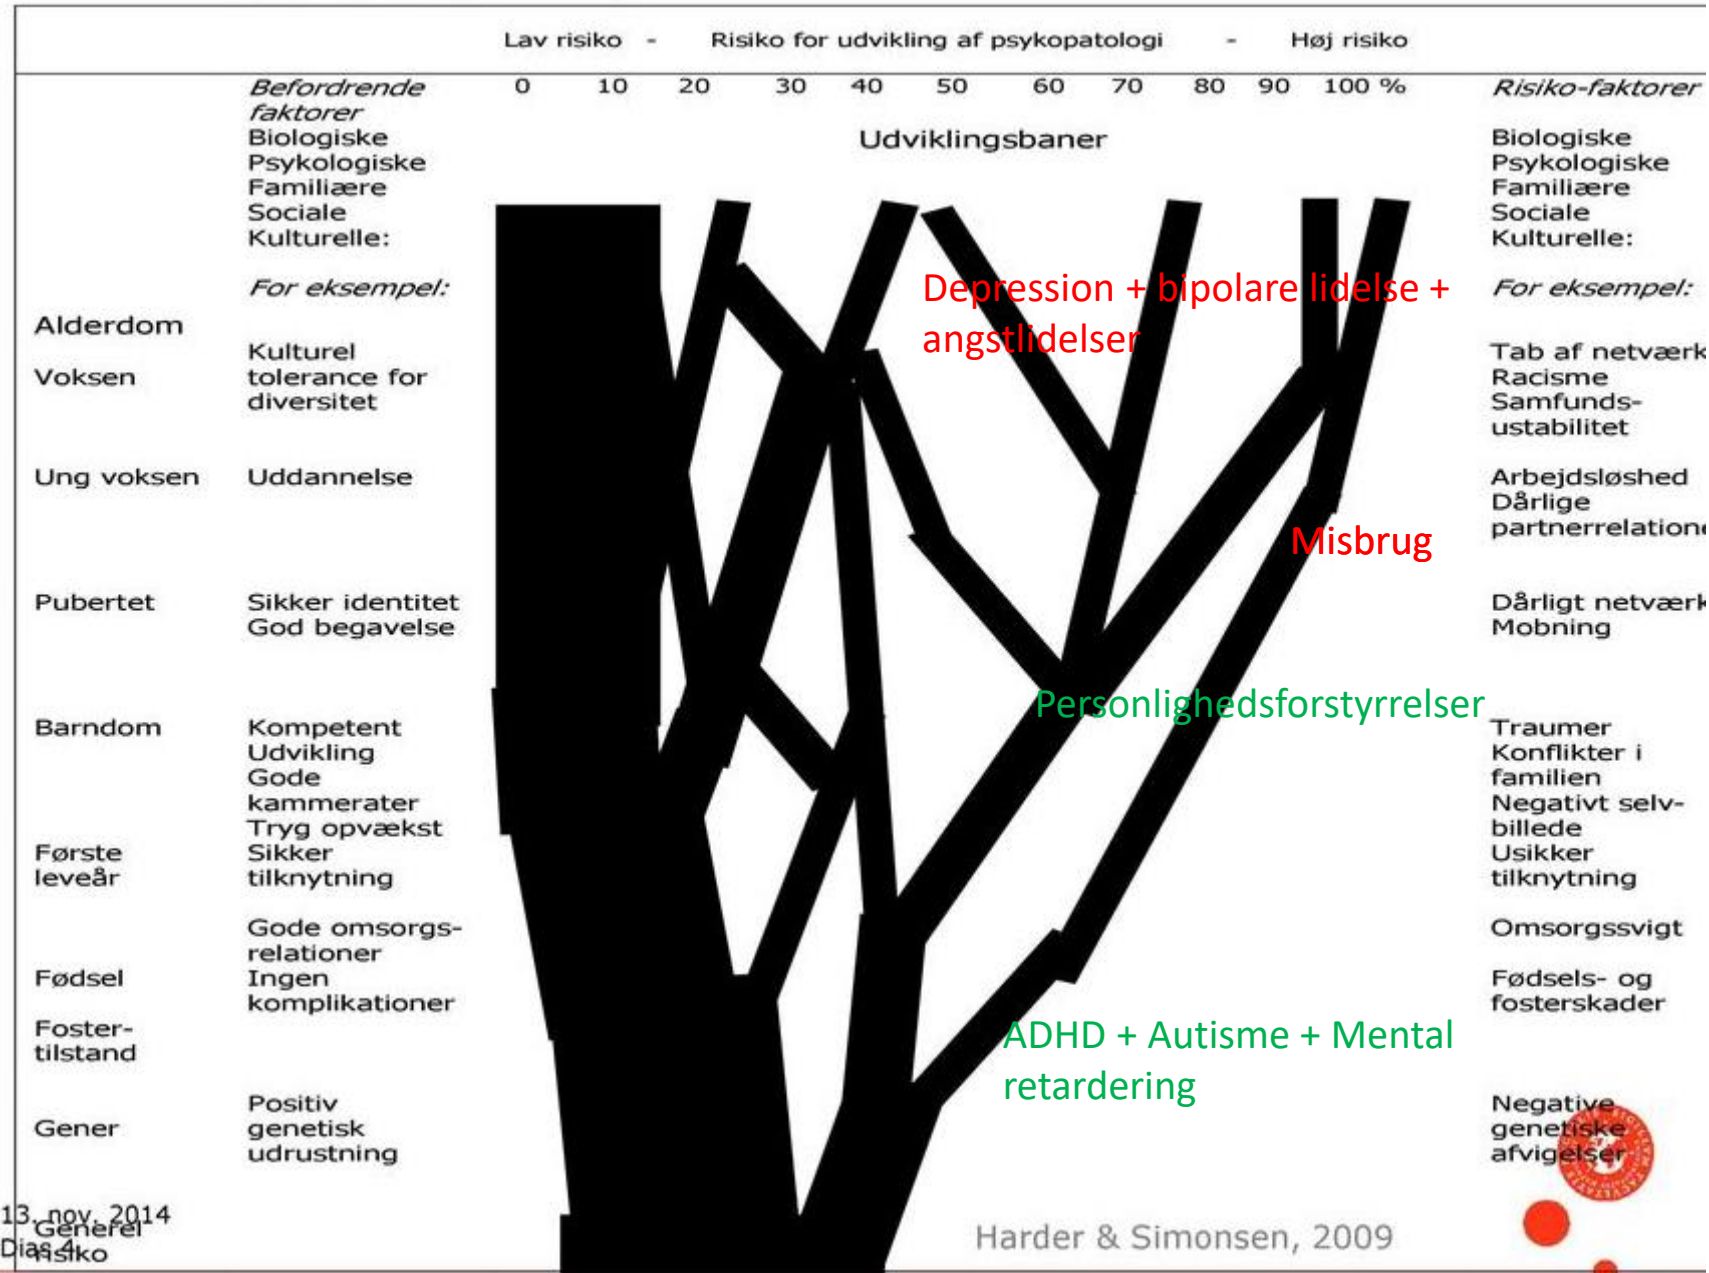 Lav risiko - Risiko for udvikling af psykopatologi - Høj risiko
0 10 20 30 40 50 60 70 80 90 100 %
Udviklingsbaner
Befordrende
faktorer
Biologiske
Psykologiske
Familiære
Sociale
Kulturelle:
For eksempel:
Kulturel
tolerance for
diversitet
Uddannelse
Sikker identitet
God begavelse
Kompetent
Udvikling
Gode
kammerater
Tryg opvækst
Sikker
tilknytning
Gode omsorgs-
relationer
Ingen
komplikationer
Positiv
genetisk
udrustning
Alderdom
Voksen
Ung voksen
Pubertet
Barndom
Første
leveår
Fødsel
Foster-
tilstand
Gener
Generel
risiko
13. nov. 2014
Dias 4
Depression + bipolare lidelse +
angstlidelser
Misbrug
Personlighedsforstyrrelser
ADHD + Autisme + Mental
retardering
Harder & Simonsen, 2009
Risiko-faktorer
Biologiske
Psykologiske
Familiære
Sociale
Kulturelle:
For eksempel:
Tab af netværk
Racisme
Samfunds-
ustabilitet
Arbejdsløshed
Dårlige
partnerrelatione
Dårligt netværk
Mobning
Traumer
Konflikter i
familien
Negativt selv-
billede
Usikker
tilknytning
Omsorgssvigt
Fødsels- og
fosterskader
Negative
genetiske
afvigelser